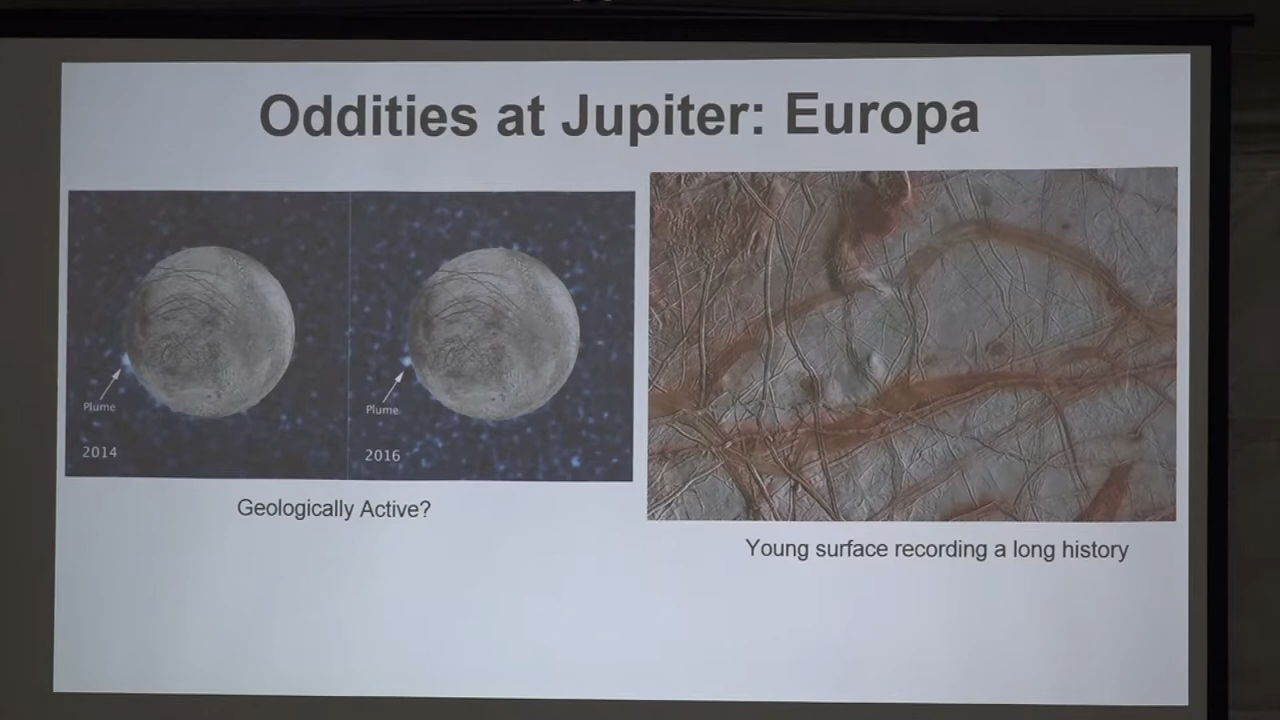 Oddities at Jupiter: Europa
Plume
2014
Plume
2016
Geologically Active?
Young surface recording a long history